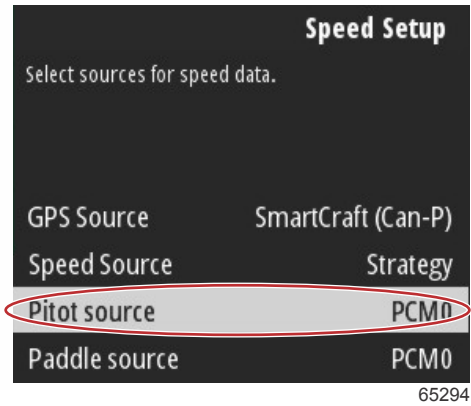 Speed Setup
Select sources for speed data.
GPS Source SmartCraft (Can-P)
Speed Source Strategy
Pitot source PCM0
Paddle source PCM0
65294